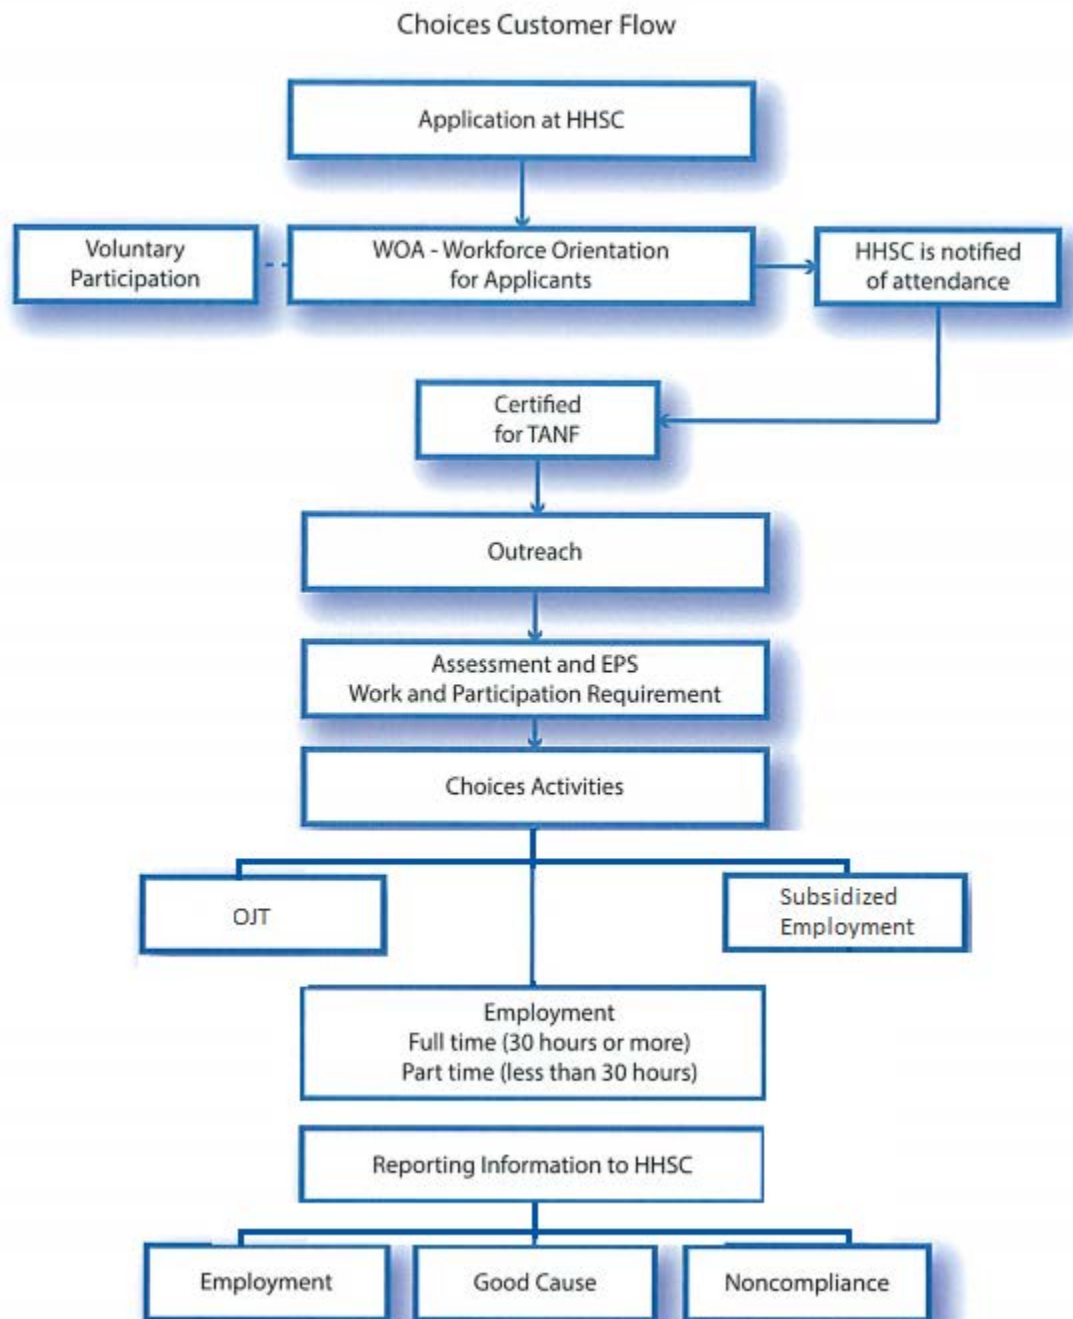 Choices Customer Flow
Application at HHSC
Voluntary
Participation
WOA - Workforce Orientation
for Applicants
HHSC is notified
of attendance
Certified
for TANF
Outreach
Assessment and EPS
Work and Participation Requirement
Choices Activities
OJT
Subsidized
Employment
Employment
Full time (30 hours or more)
Part time (less than 30 hours)
Reporting Information to HHSC
Employment
Good Cause
Noncompliance